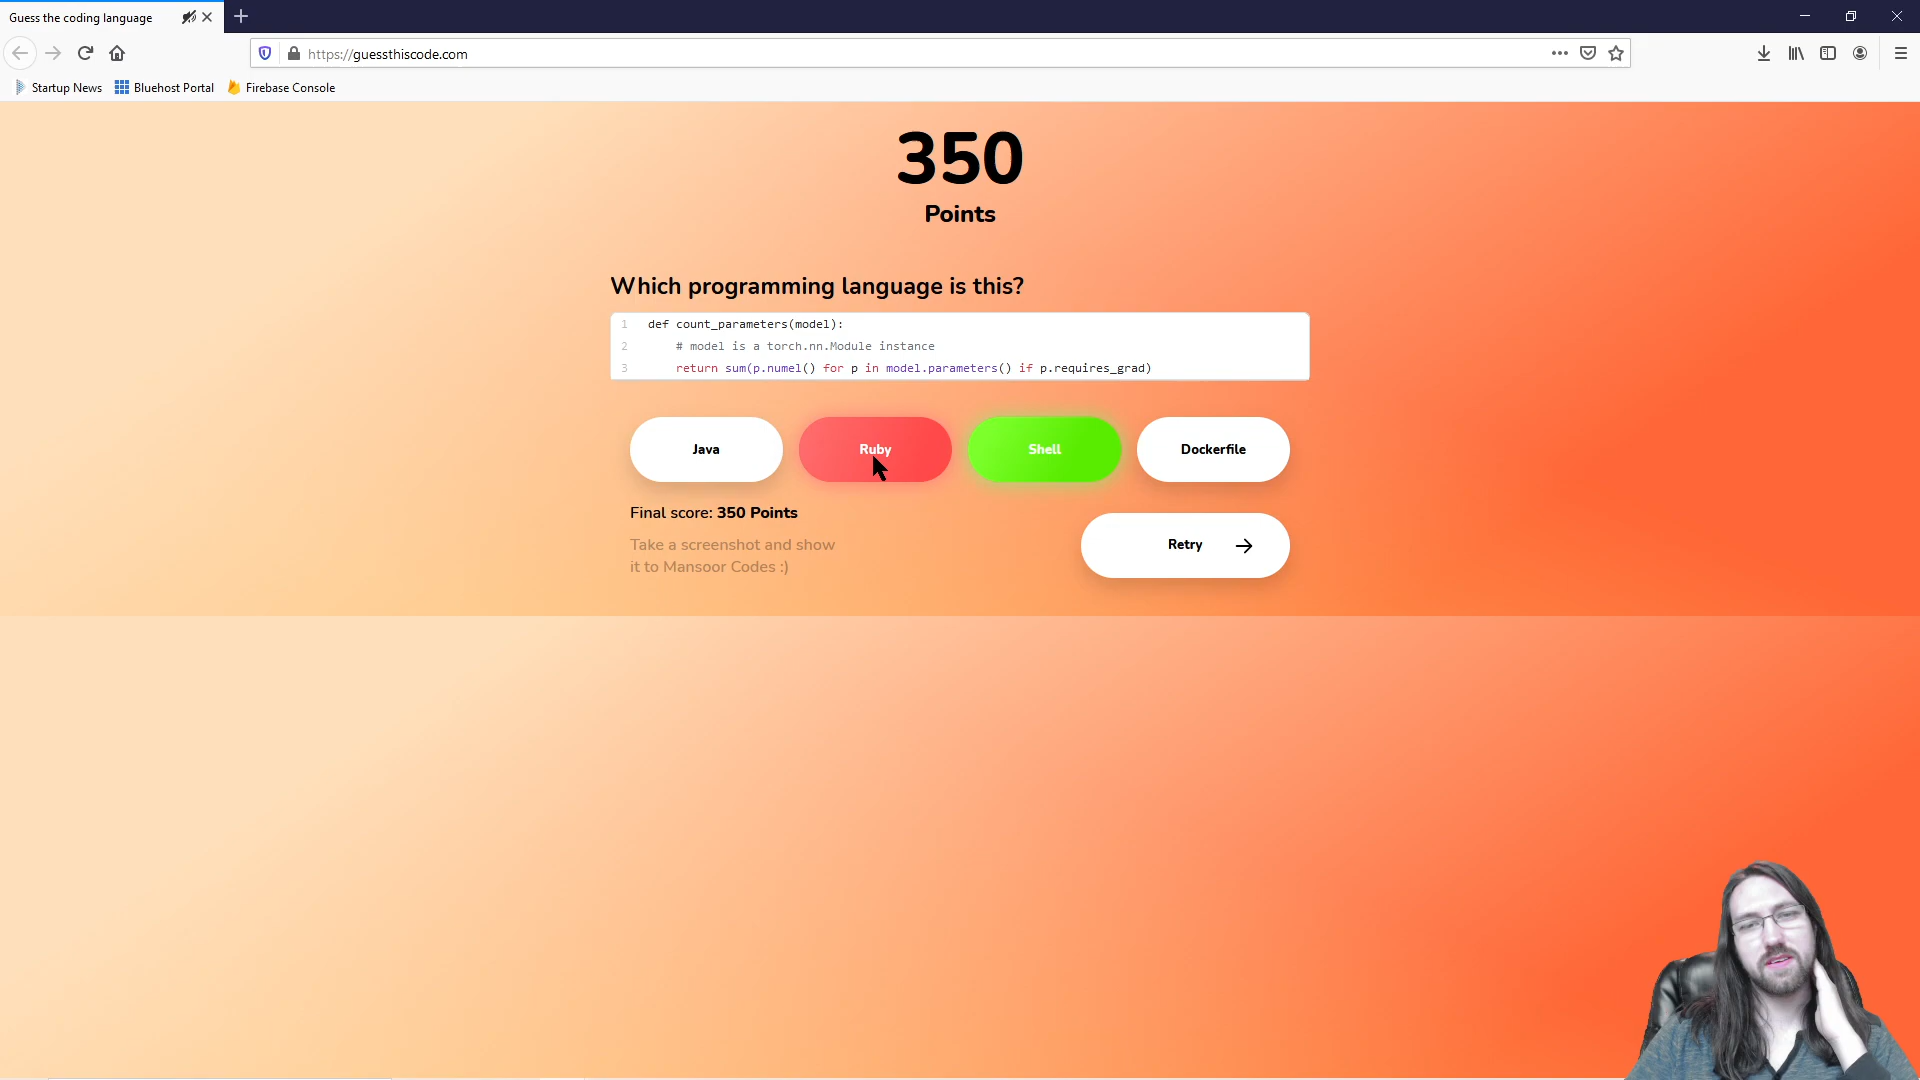 Guess the coding language
https://guessthiscode.com
Startup News
Bluehost Portal
Firebase Console
350
Points
Which programming language is this?
1 def count_parameters(model):
2 # model is a torch.nn.Module instance
3 return sum(p.numel() for p in model.parameters() if p.requires_grad)
Java
Ruby
Shell
Dockerfile
Final score: 350 Points
Take a screenshot and show
it to Mansoor Codes :)
Retry